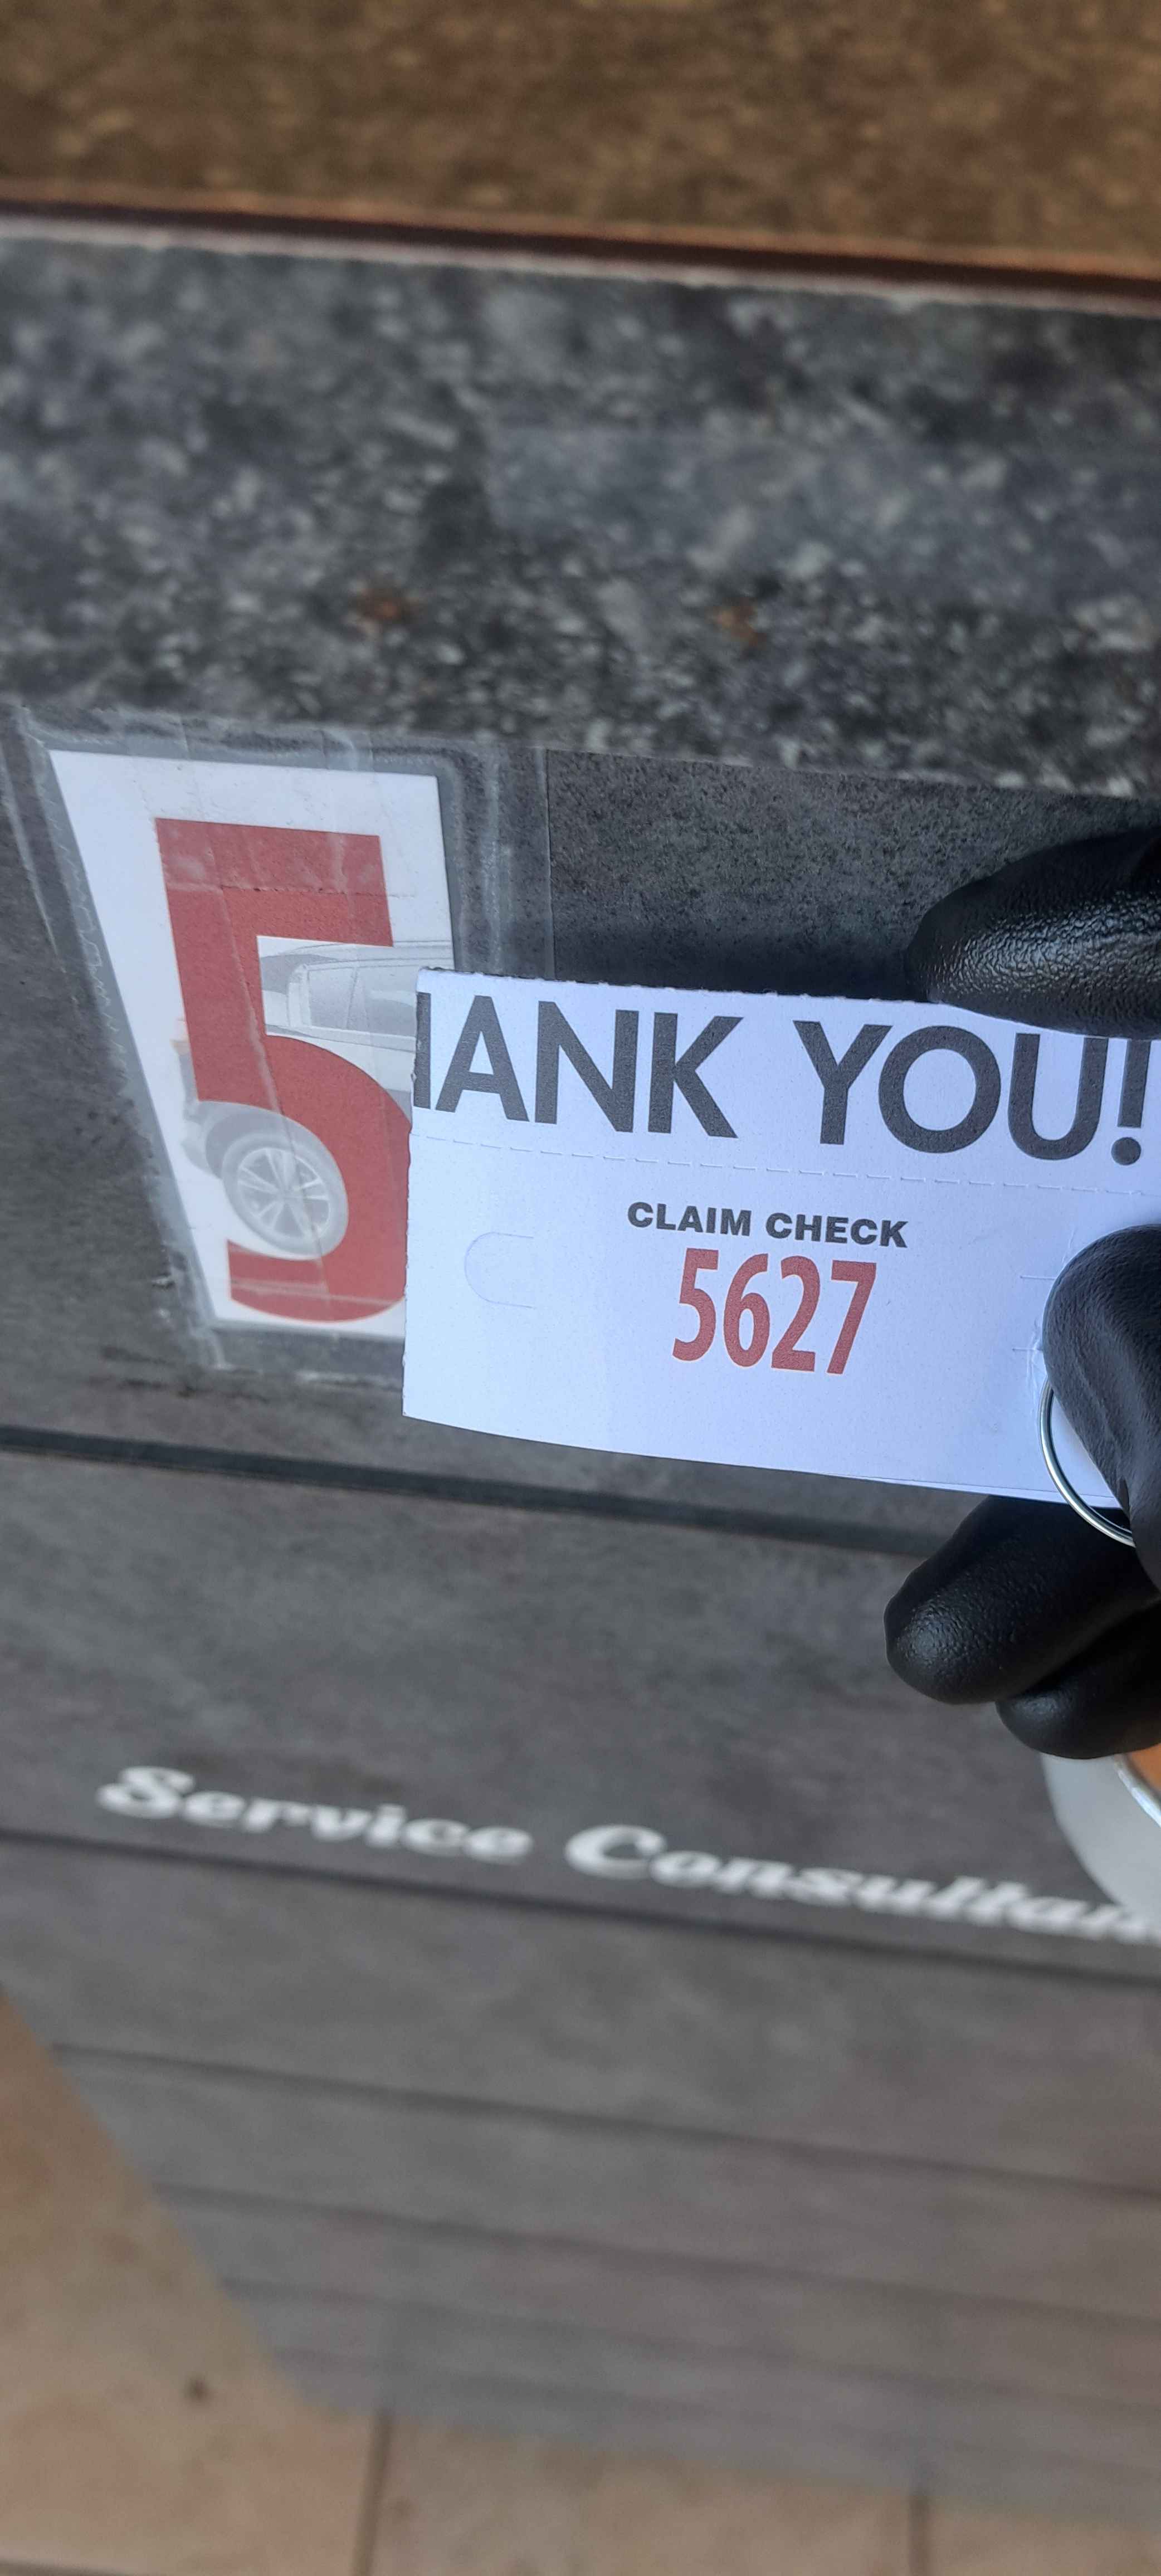 5
HANK YOU!
CLAIM CHECK
5627
Service Consultan